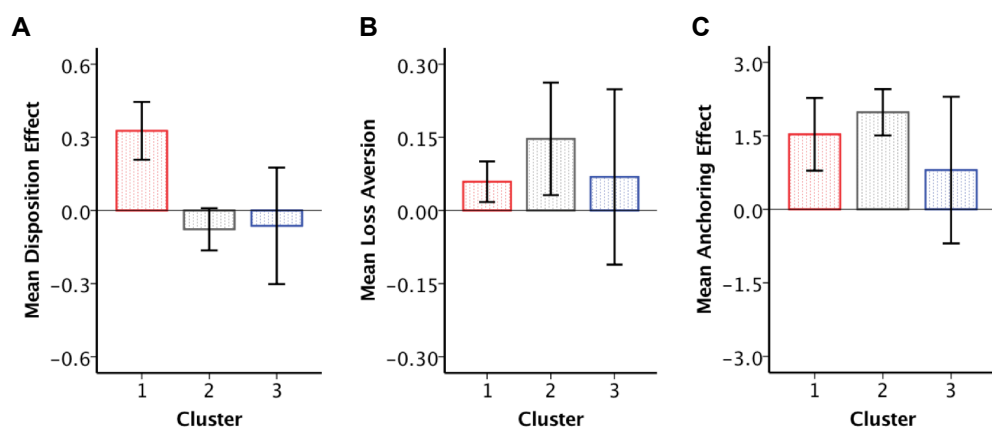 A
Mean Disposition Effect
0.6
0.3
0.0
−0.3
−0.6
1 2 3
Cluster
B
Mean Loss Aversion
0.30
0.15
0.00
−0.15
−0.30
1 2 3
Cluster
C
Mean Anchoring Effect
3.0
1.5
0.0
−1.5
−3.0
1 2 3
Cluster